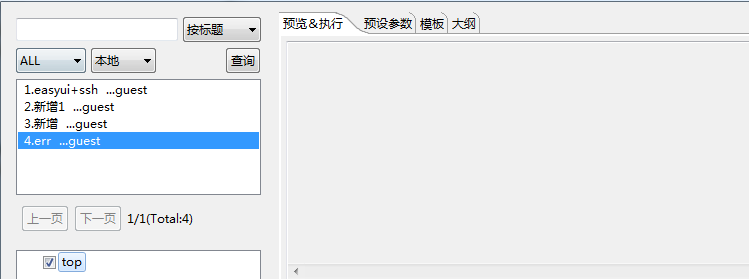 按标题
ALL 本地 查询
1.easyui+ssh ...guest
2.新增1 ...guest
3.新增 ...guest
4.err ...guest
上一页 下一页 1/1(Total:4)
top
预览&执行 预设参数 模板 大纲